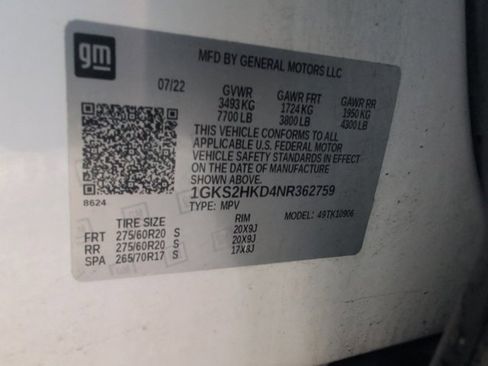 gm
MFD BY GENERAL MOTORS LLC
07/22 GVWR GAWR FRT GAWR RR
3493 KG 1724 KG 1950 KG
7700 LB 3800 LB 4300 LB
THIS VEHICLE CONFORMS TO ALL
APPLICABLE U.S. FEDERAL MOTOR
VEHICLE SAFETY STANDARDS IN EFFECT
ON THE DATE OF MANUFACTURE
8624 1GKS2HKD4NR362759
TYPE: MPV MODEL: 49TK10906
TIRE SIZE RIM
FRT 275/60R20 S 20X9J
RR 275/60R20 S 20X9J
SPA 265/70R17 S 17X8J